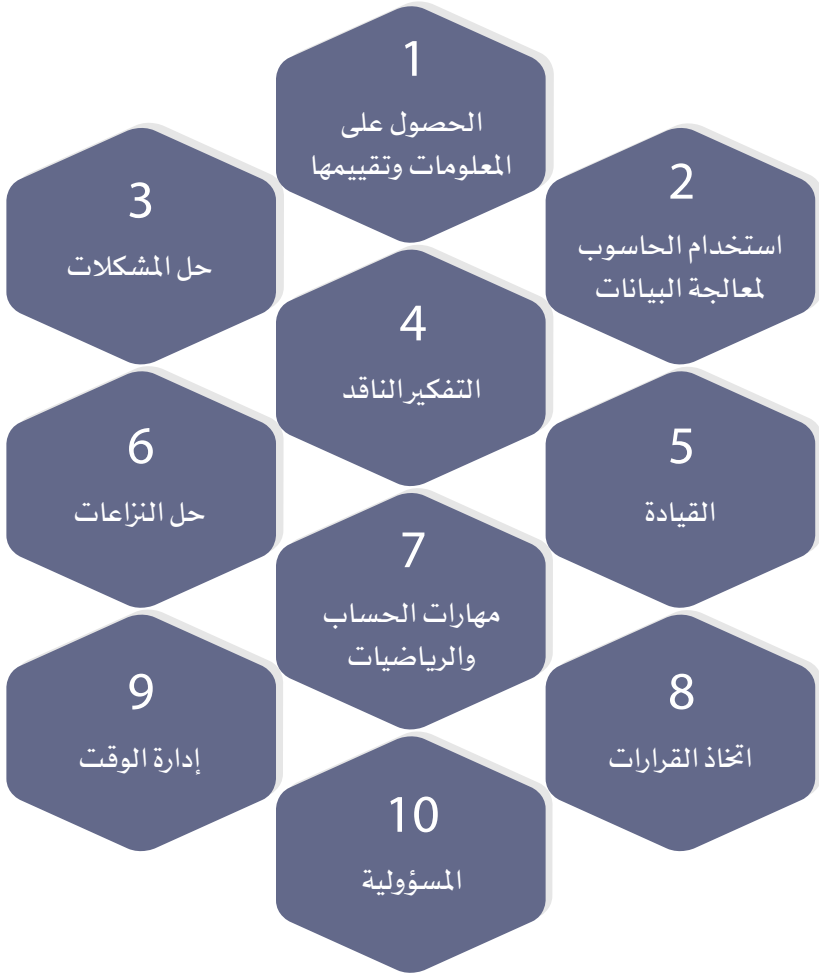 1
الحصول على
المعلومات وتقييمها
2
استخدام الحاسوب
لمعالجة البيانات
3
حل المشكلات
4
التفكير الناقد
5
القيادة
6
حل النزاعات
7
مهارات الحساب
والرياضيات
8
اتخاذ القرارات
9
إدارة الوقت
10
المسؤولية